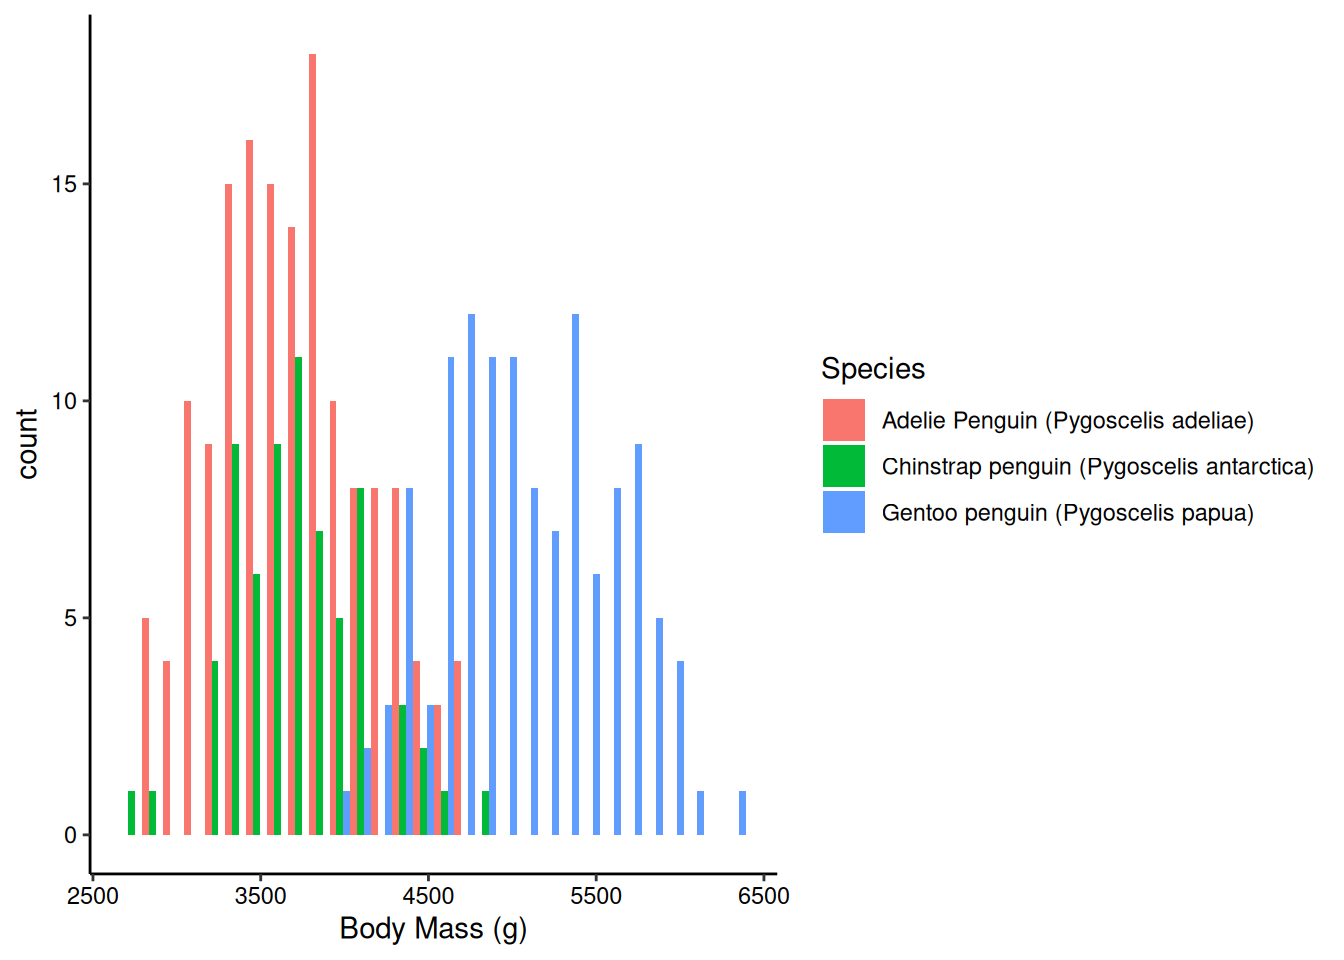 15
10
5
0
count
2500
3500
4500
5500
6500
Body Mass (g)
Species
Adelie Penguin (Pygoscelis adeliae)
Chinstrap penguin (Pygoscelis antarctica)
Gentoo penguin (Pygoscelis papua)